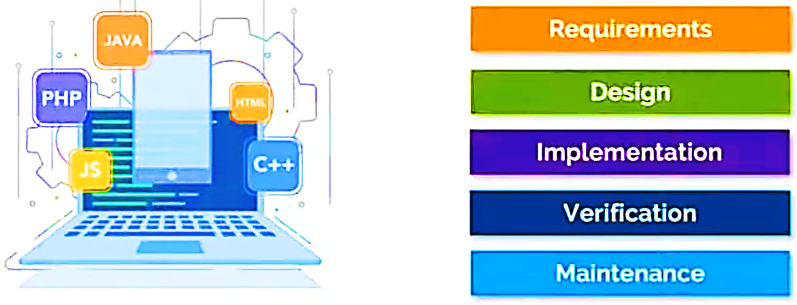 JAVA
PHP
HTML
JS
C++
Requirements
Design
Implementation
Verification
Maintenance